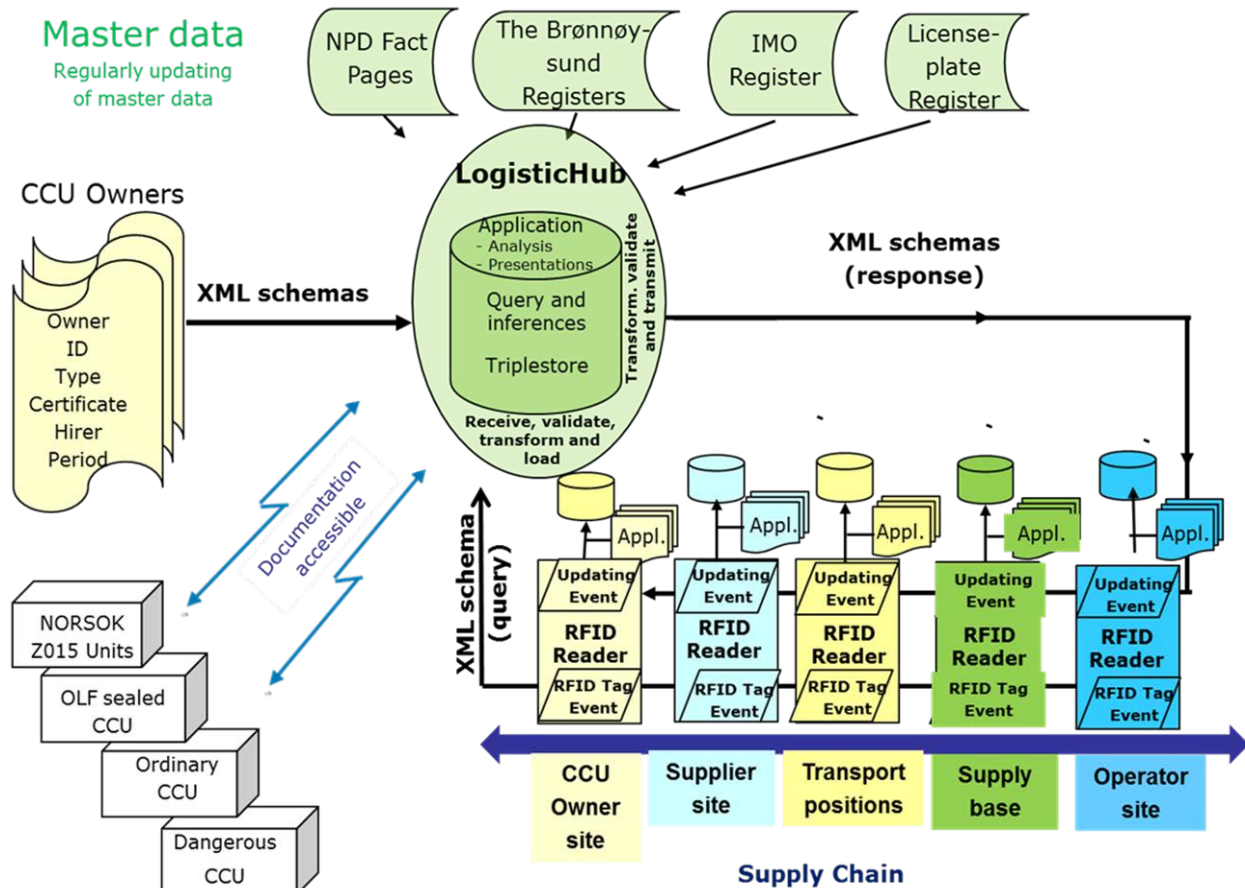 Master data
Regularly updating
of master data
NPD Fact
Pages
The Brønnøy-
sund
Registers
IMO
Register
License-
plate
Register
CCU Owners
Owner
ID
Type
Certificate
Hirer
Period
XML schemas
LogisticHub
Application
- Analysis
- Presentations
Query and
inferences
Triplestore
Transform. validate
and transmit
Receive, validate,
transform and
load
XML schemas
(response)
Documentation
accessible
NORSOK
Z015 Units
OLF sealed
CCU
Ordinary
CCU
Dangerous
CCU
XML schema
(query)
Appl.
Appl.
Appl.
Appl.
Appl.
Updating
Event
RFID
Reader
RFID Tag
Event
Updating
Event
RFID
Reader
RFID Tag
Event
Updating
Event
RFID
Reader
RFID Tag
Event
Updating
Event
RFID
Reader
RFID Tag
Event
Updating
Event
RFID
Reader
RFID Tag
Event
CCU
Owner
site
Supplier
site
Transport
positions
Supply
base
Operator
site
Supply Chain